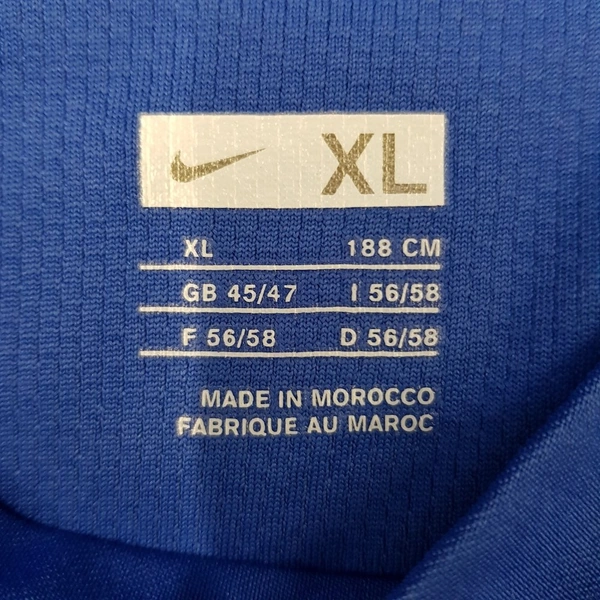 XL
XL 188 CM
GB 45/47 I 56/58
F 56/58 D 56/58
MADE IN MOROCCO
FABRIQUE AU MAROC